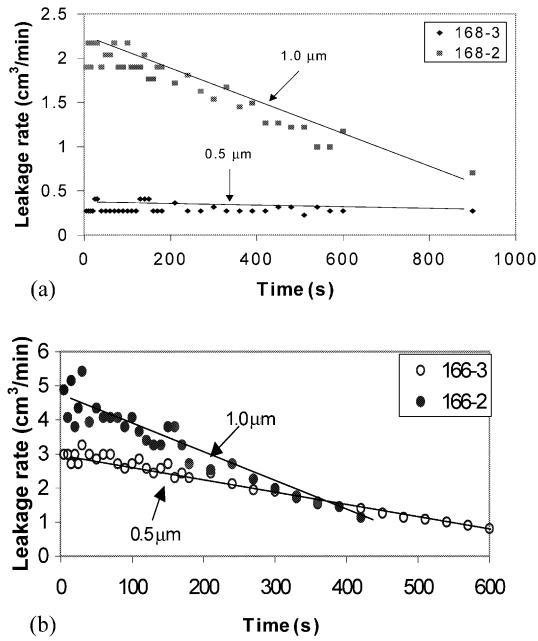 2.5
2
1.5
1
0.5
0
0 200 400 600 800 1000
Leakage rate (cm³/min)
Time (s)
168-3
168-2
1.0 μm
0.5 μm
(a)
6
5
4
3
2
1
0
0 100 200 300 400 500 600
Leakage rate (cm³/min)
Time (s)
166-3
166-2
1.0μm
0.5μm
(b)